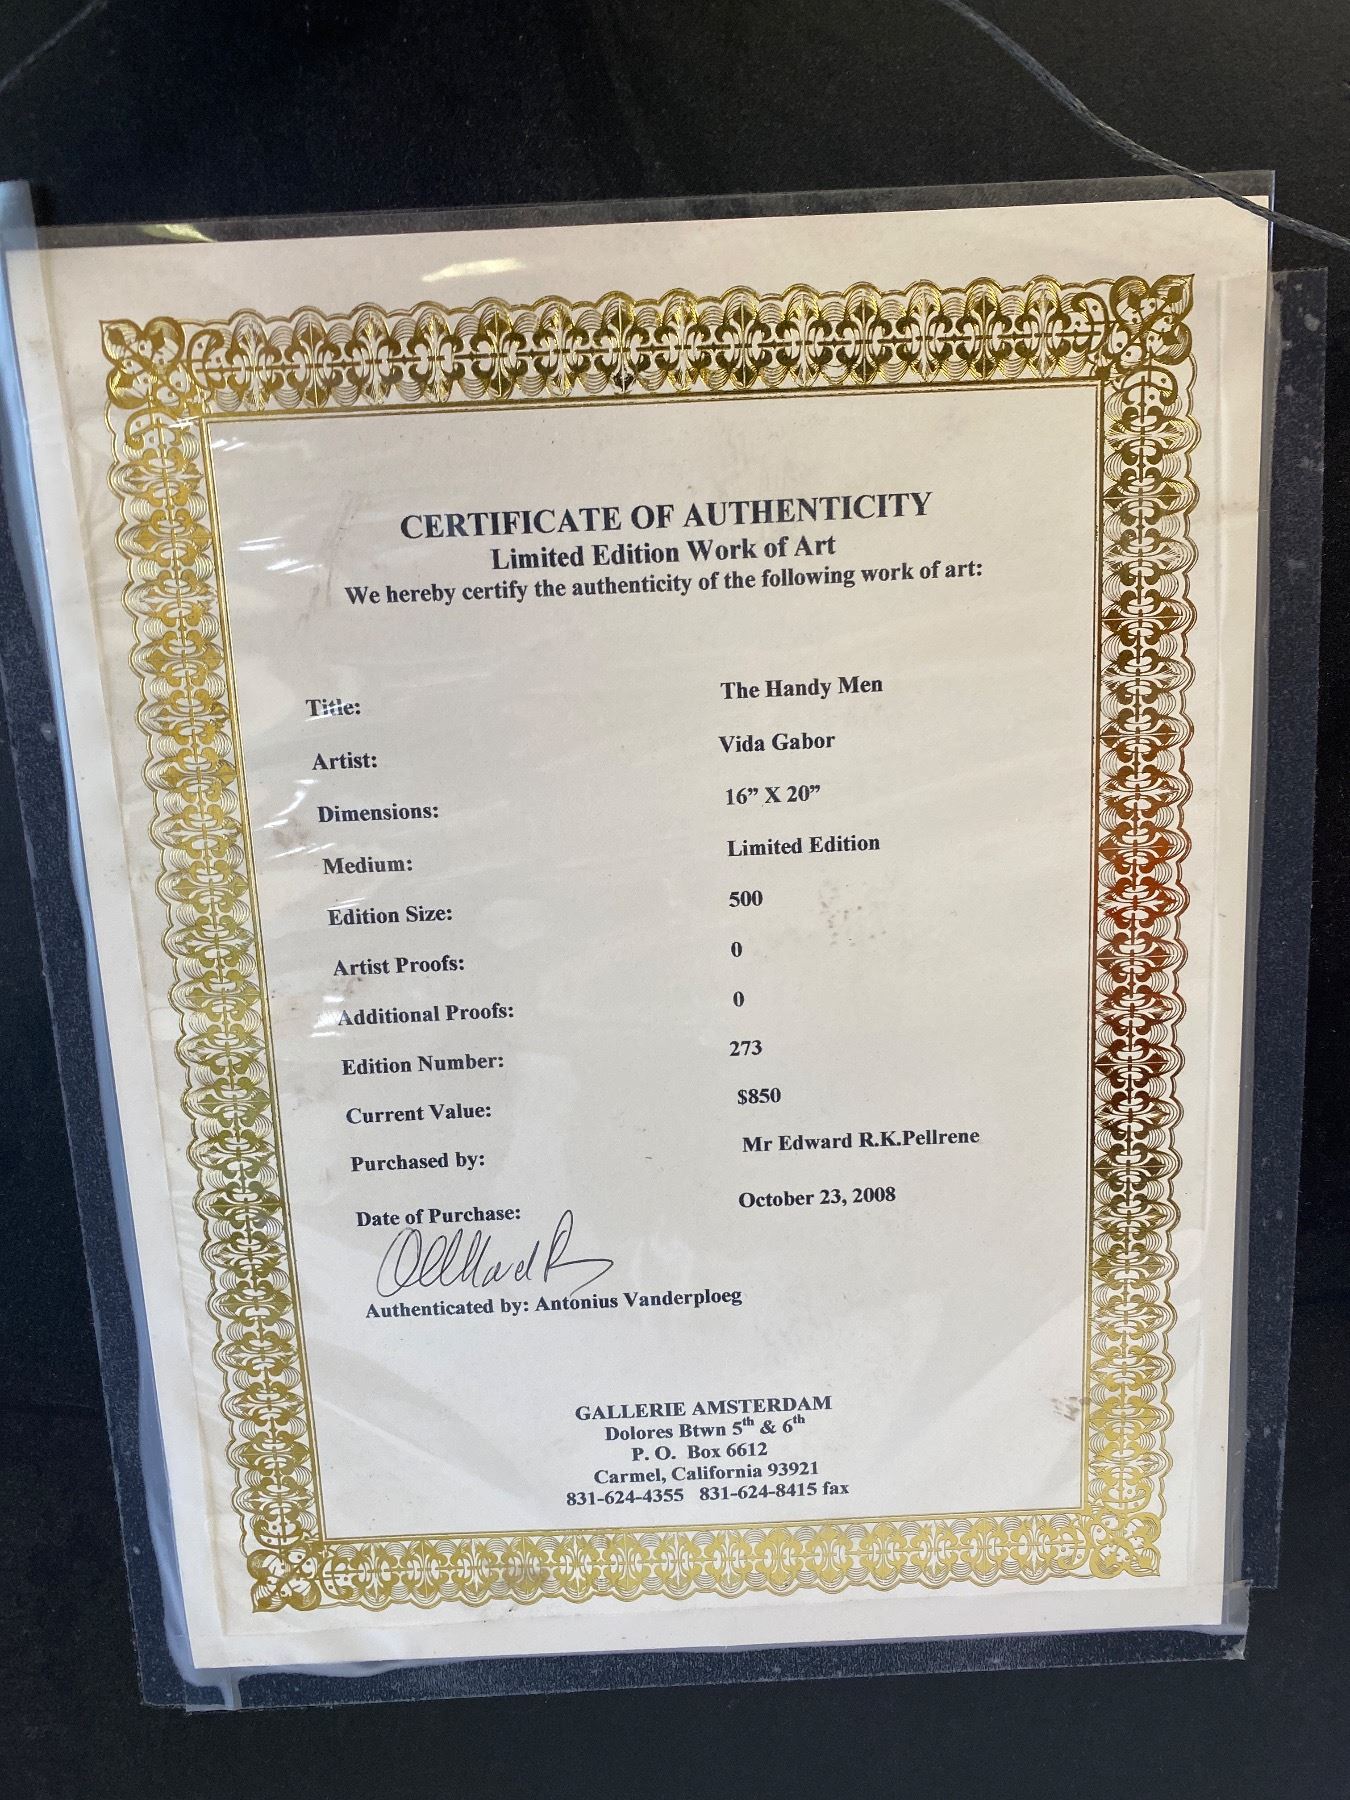 CERTIFICATE OF AUTHENTICITY
Limited Edition Work of Art
We hereby certify the authenticity of the following work of art:
Title: The Handy Men
Artist: Vida Gabor
Dimensions: 16” X 20”
Medium: Limited Edition
Edition Size: 500
Artist Proofs: 0
Additional Proofs: 0
Edition Number: 273
Current Value: $850
Purchased by: Mr Edward R.K.Pellrene
Date of Purchase: October 23, 2008
Authenticated by: Antonius Vanderploeg
GALLERIE AMSTERDAM
Dolores Btwn 5th & 6th
P. O. Box 6612
Carmel, California 93921
831-624-4355 831-624-8415 fax